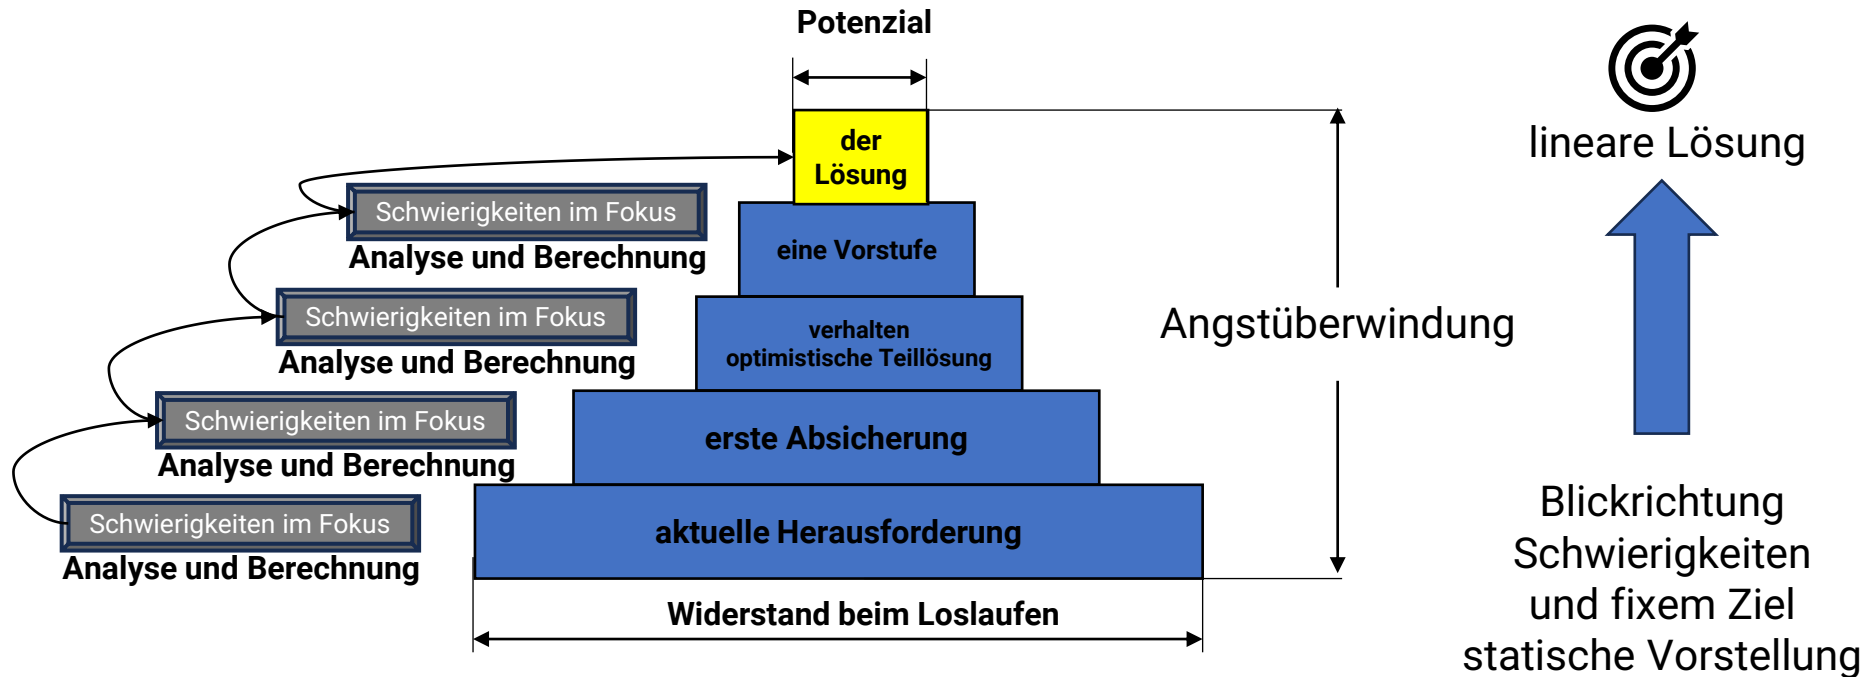 Potenzial
der
Lösung
lineare Lösung
Schwierigkeiten im Fokus
Analyse und Berechnung
eine Vorstufe
Schwierigkeiten im Fokus
Analyse und Berechnung
verhalten
optimistische Teillösung
Angstüberwindung
Schwierigkeiten im Fokus
Analyse und Berechnung
erste Absicherung
Schwierigkeiten im Fokus
Analyse und Berechnung
aktuelle Herausforderung
Widerstand beim Loslaufen
Blickrichtung
Schwierigkeiten
und fixem Ziel
statische Vorstellung